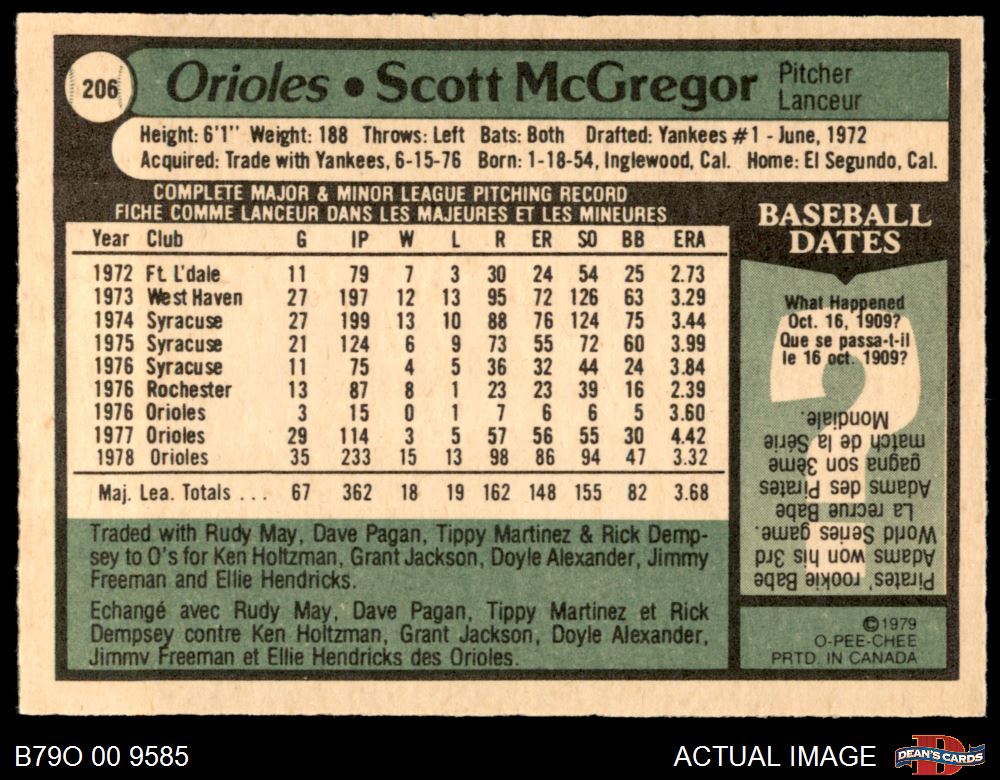 206
Orioles • Scott McGregor
Pitcher
Lanceur
Height: 6'1" Weight: 188 Throws: Left Bats: Both Drafted: Yankees #1 - June, 1972
Acquired: Trade with Yankees, 6-15-76 Born: 1-18-54, Inglewood, Cal. Home: El Segundo, Cal.
COMPLETE MAJOR & MINOR LEAGUE PITCHING RECORD
FICHE COMME LANCEUR DANS LES MAJEURES ET LES MINEURES
Year Club G IP W L R ER SO BB ERA
1972 Ft. L'dale 11 79 7 3 30 24 54 25 2.73
1973 West Haven 27 197 12 13 95 72 126 63 3.29
1974 Syracuse 27 199 13 10 88 76 124 75 3.44
1975 Syracuse 21 124 6 9 73 55 72 60 3.99
1976 Syracuse 11 75 4 5 36 32 44 24 3.84
1976 Rochester 13 87 8 1 23 23 39 16 2.39
1976 Orioles 3 15 0 1 7 6 6 5 3.60
1977 Orioles 29 114 3 5 57 56 55 30 4.42
1978 Orioles 35 233 15 13 98 86 94 47 3.32
Maj. Lea. Totals ... 67 362 18 19 162 148 155 82 3.68
Traded with Rudy May, Dave Pagan, Tippy Martinez & Rick Demp-
sey to O's for Ken Holtzman, Grant Jackson, Doyle Alexander, Jimmy
Freeman and Ellie Hendricks.
Echangé avec Rudy May, Dave Pagan, Tippy Martinez et Rick
Dempsey contre Ken Holtzman, Grant Jackson, Doyle Alexander,
Jimmy Freeman et Ellie Hendricks des Orioles.
BASEBALL
DATES
What Happened
Oct. 16, 1909?
Que se passa-t-il
le 16 oct. 1909?
Pirates' rookie Babe
Adams won his 3rd
World Series game.
La recrue Babe
Adams des Pirates
gagna son 3ème
match de la Série
Mondiale.
©1979
O-PEE-CHEE
PRTD. IN CANADA
B79O 00 9585
ACTUAL IMAGE
DEAN'S CARDS